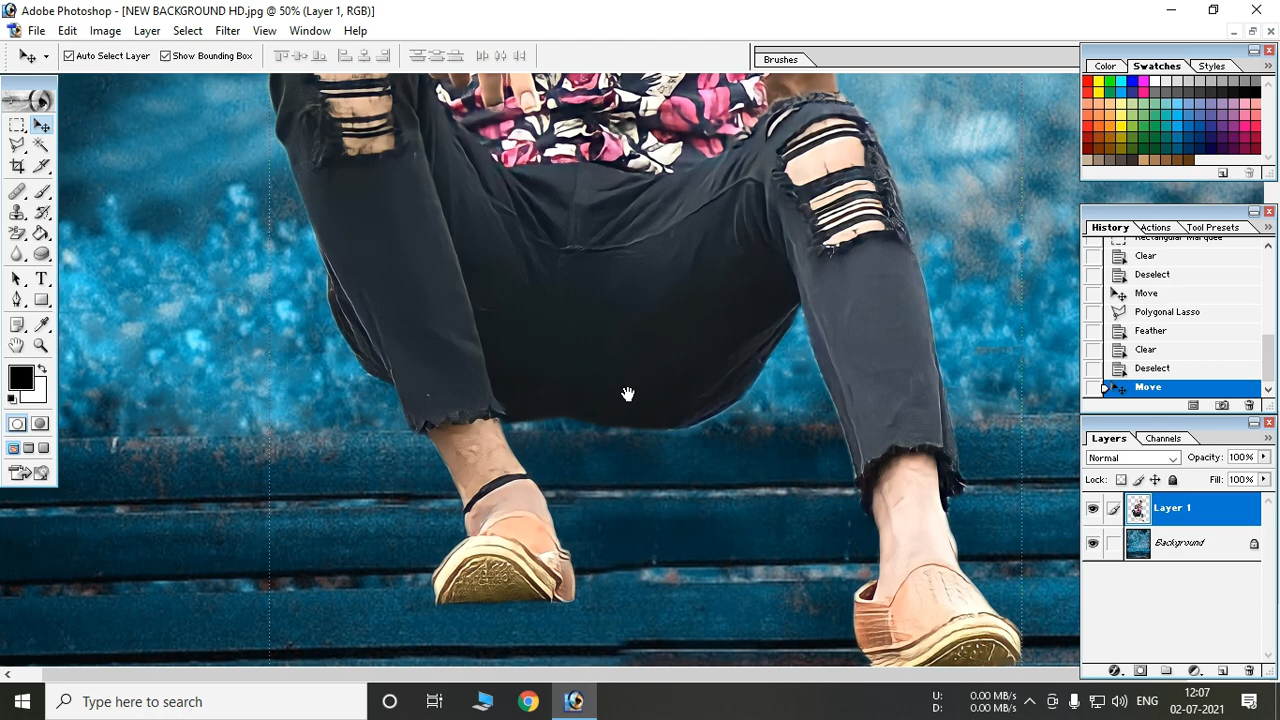 Adobe Photoshop - [NEW BACKGROUND HD.jpg @ 50% (Layer 1, RGB)]
File Edit Image Layer Select Filter View Window Help
Auto Select Layer Show Bounding Box
Brushes
Color Swatches Styles
History Actions Tool Presets
Rectangular Marquee
Clear
Deselect
Move
Polygonal Lasso
Feather
Clear
Deselect
Move
Layers Channels
Normal Opacity: 100%
Lock: Fill: 100%
Layer 1
Background
Type here to search
U: 0.00 MB/s
D: 0.00 MB/s
ENG
12:07
02-07-2021